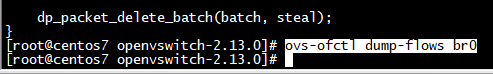 dp_packet_delete_batch(batch, steal);
}
[root@centos7 openvswitch-2.13.0]# ovs-ofctl dump-flows br0
[root@centos7 openvswitch-2.13.0]#